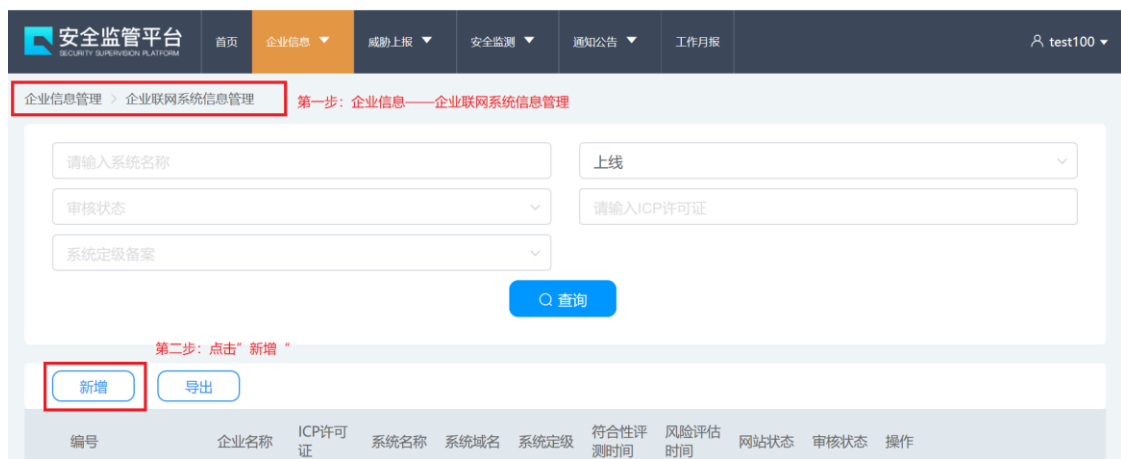 安全监管平台 首页 企业信息 威胁上报 安全监测 通知公告 工作月报 test100
SECURITY SUPERVISION PLATFORM
企业信息管理 > 企业联网系统信息管理 第一步：企业信息——企业联网系统信息管理
请输入系统名称 上线
审核状态 请输入ICP许可证
系统定级备案
查询
第二步：点击"新增"
新增 导出
编号 企业名称 ICP许可证 系统名称 系统域名 系统定级 符合性评测时间 风险评估时间 网站状态 审核状态 操作